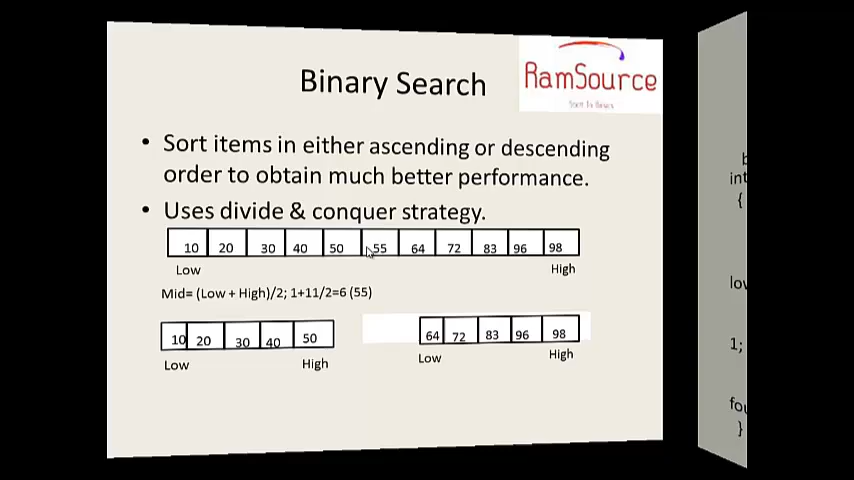 Binary Search
RamSource
• Sort items in either ascending or descending
order to obtain much better performance.
• Uses divide & conquer strategy.
10 20 30 40 50 55 64 72 83 96 98
Low High
Mid= (Low + High)/2; 1+11/2=6 (55)
10 20 30 40 50 64 72 83 96 98
Low High Low High
int
{
1;
}